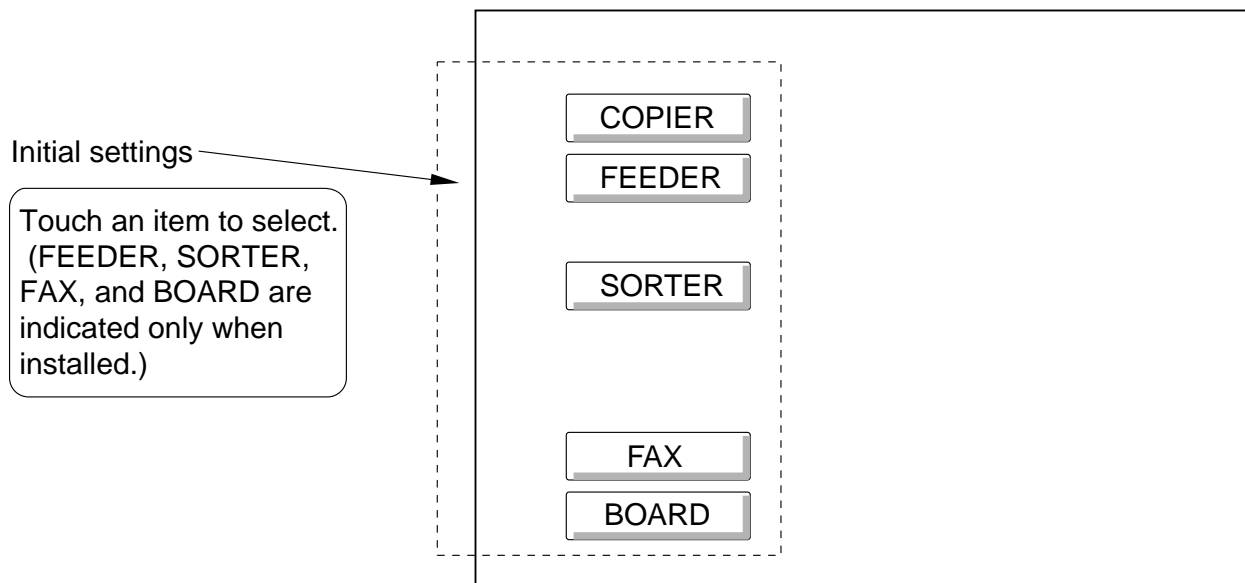 COPIER
FEEDER
SORTER
FAX
BOARD
Initial settings
Touch an item to select.
(FEEDER, SORTER,
FAX, and BOARD are
indicated only when
installed.)